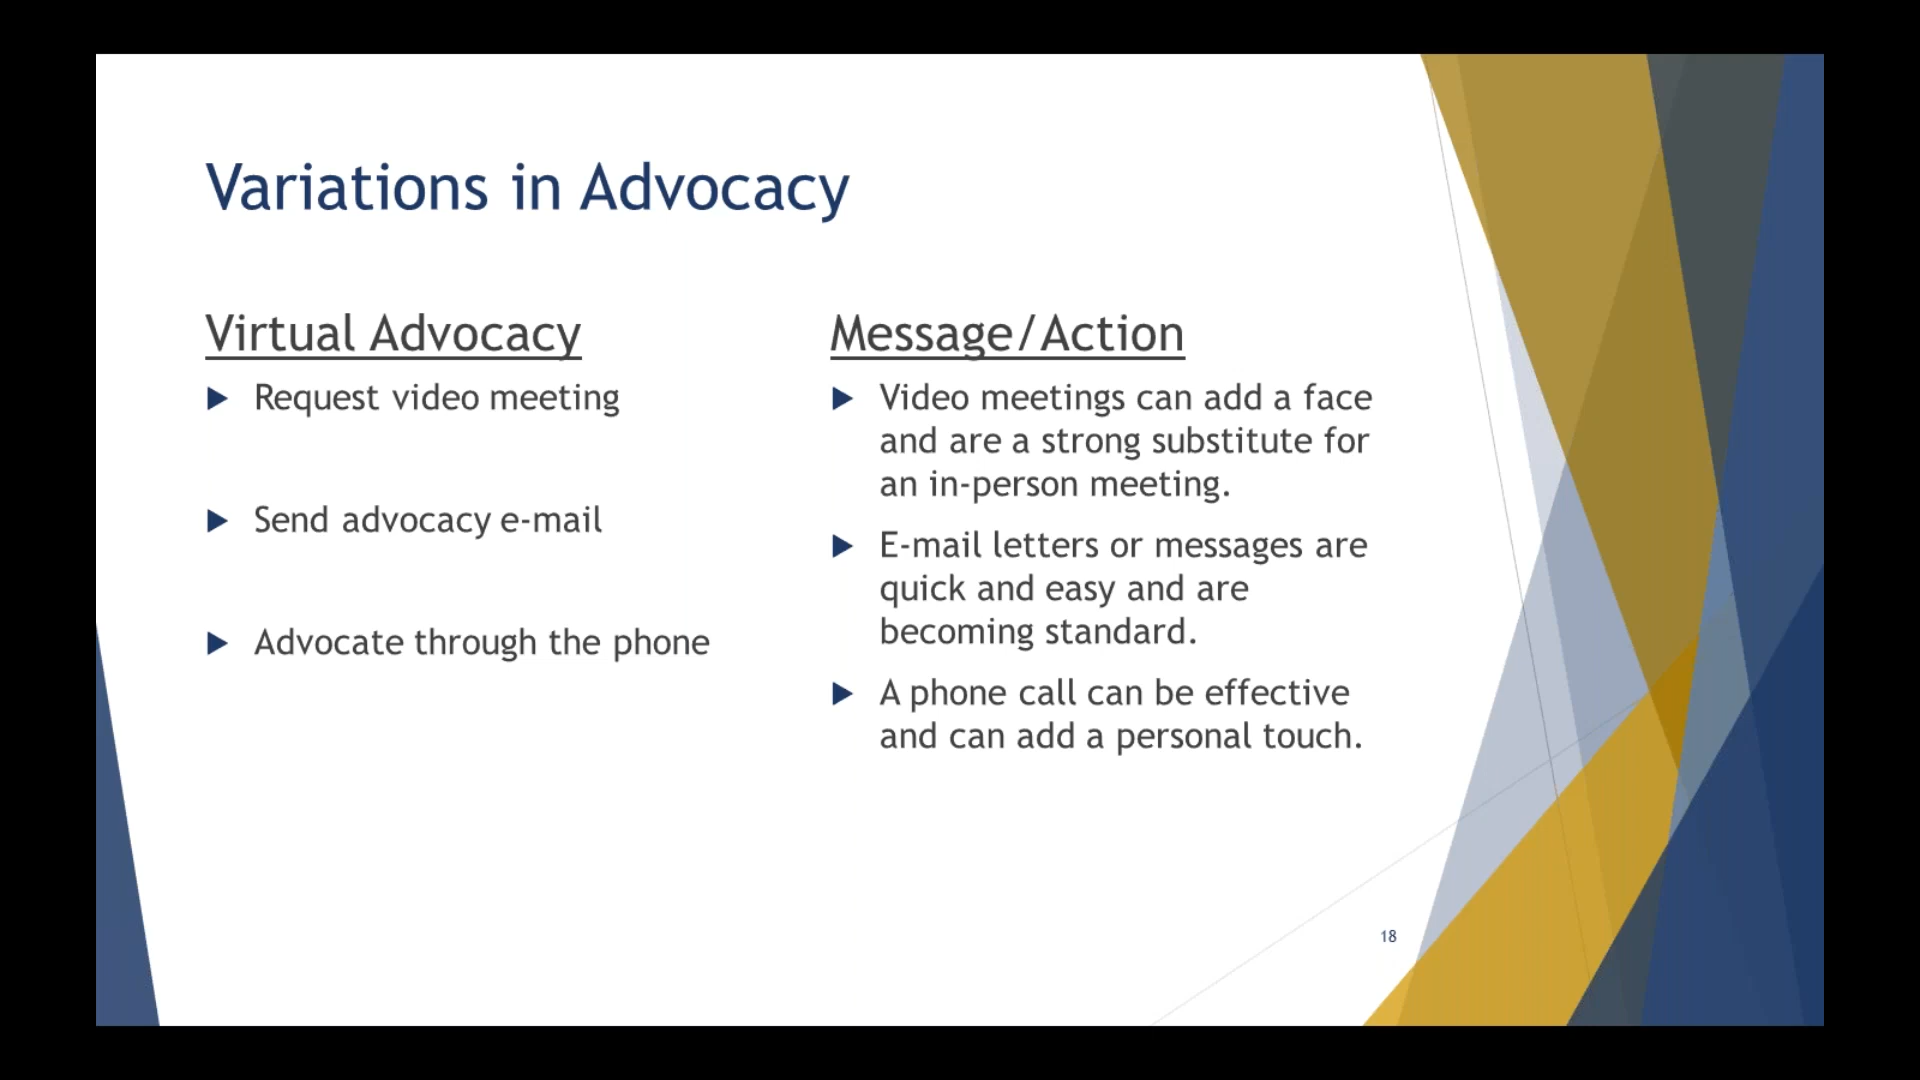 Variations in Advocacy
Virtual Advocacy
Request video meeting
Send advocacy e-mail
Advocate through the phone
Message/Action
Video meetings can add a face
and are a strong substitute for
an in-person meeting.
E-mail letters or messages are
quick and easy and are
becoming standard.
A phone call can be effective
and can add a personal touch.
18